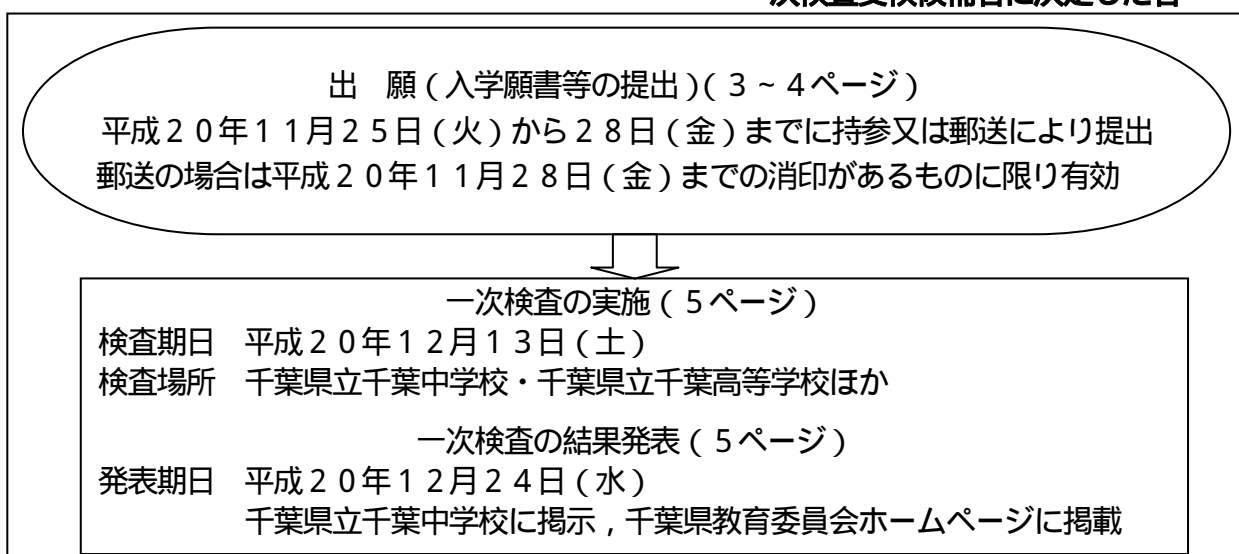 出　願（入学願書等の提出）（３～４ページ）
平成２０年１１月２５日（火）から２８日（金）までに持参又は郵送により提出
郵送の場合は平成２０年１１月２８日（金）までの消印があるものに限り有効
一次検査の実施（５ページ）
検査期日　平成２０年１２月１３日（土）
検査場所　千葉県立千葉中学校・千葉県立千葉高等学校ほか
一次検査の結果発表（５ページ）
発表期日　平成２０年１２月２４日（水）
千葉県立千葉中学校に掲示，千葉県教育委員会ホームページに掲載